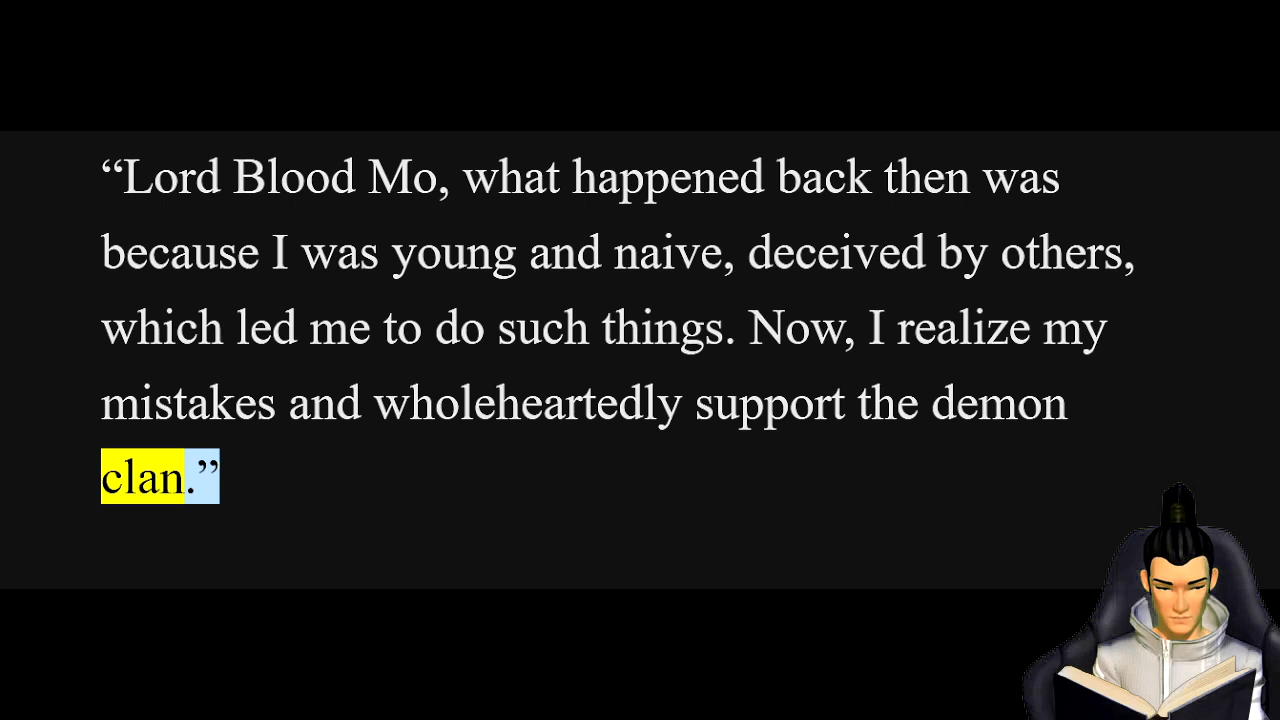 “Lord Blood Mo, what happened back then was
because I was young and naive, deceived by others,
which led me to do such things. Now, I realize my
mistakes and wholeheartedly support the demon
clan.”